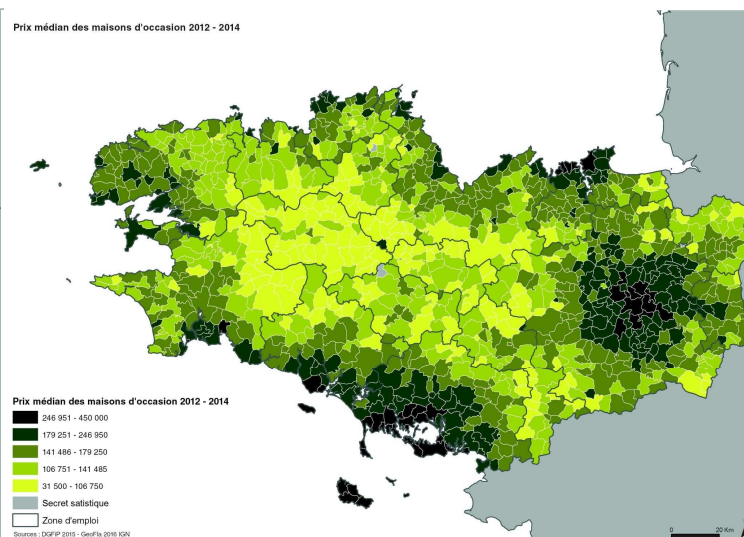 Prix médian des maisons d'occasion 2012 - 2014
Prix médian des maisons d'occasion 2012 - 2014
246 951 - 450 000
179 251 - 246 950
141 486 - 179 250
106 751 - 141 485
31 500 - 106 750
Secret satistique
Zone d'emploi
Sources : DGFiP 2015 - GeoFla 2016 IGN
0 20 Km